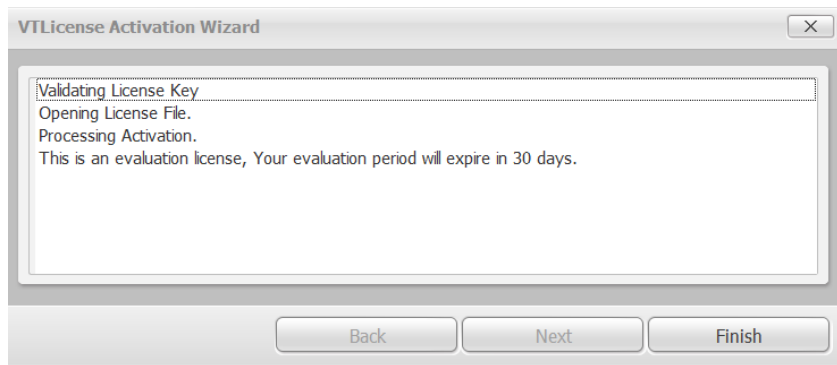 VTLicense Activation Wizard
Validating License Key
Opening License File.
Processing Activation.
This is an evaluation license, Your evaluation period will expire in 30 days.
Back
Next
Finish